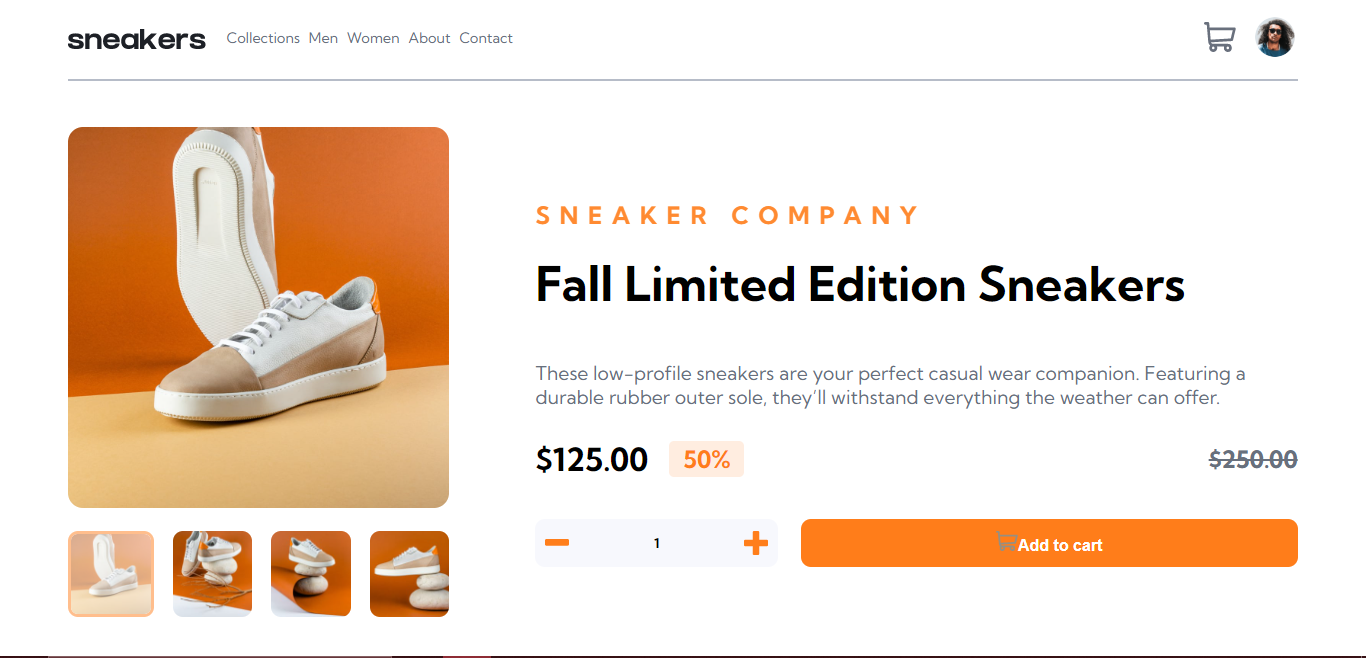 sneakers Collections Men Women About Contact
SNEAKER COMPANY
Fall Limited Edition Sneakers
These low-profile sneakers are your perfect casual wear companion. Featuring a
durable rubber outer sole, they’ll withstand everything the weather can offer.
$125.00 50% $250.00
1 Add to cart